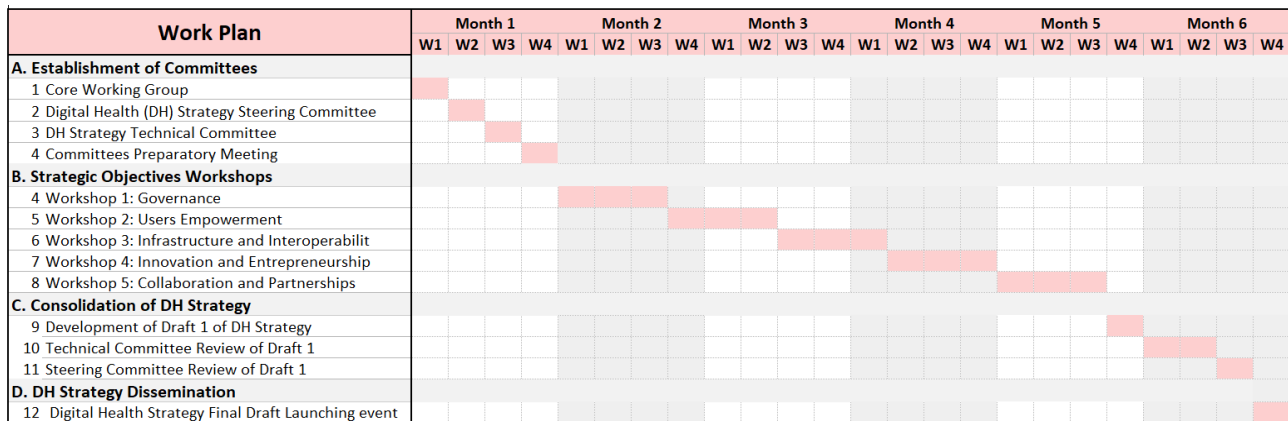 Work Plan
Month 1 Month 2 Month 3 Month 4 Month 5 Month 6
W1 W2 W3 W4 W1 W2 W3 W4 W1 W2 W3 W4 W1 W2 W3 W4 W1 W2 W3 W4 W1 W2 W3 W4
A. Establishment of Committees
1 Core Working Group
2 Digital Health (DH) Strategy Steering Committee
3 DH Strategy Technical Committee
4 Committees Preparatory Meeting
B. Strategic Objectives Workshops
4 Workshop 1: Governance
5 Workshop 2: Users Empowerment
6 Workshop 3: Infrastructure and Interoperabilit
7 Workshop 4: Innovation and Entrepreneurship
8 Workshop 5: Collaboration and Partnerships
C. Consolidation of DH Strategy
9 Development of Draft 1 of DH Strategy
10 Technical Committee Review of Draft 1
11 Steering Committee Review of Draft 1
D. DH Strategy Dissemination
12 Digital Health Strategy Final Draft Launching event